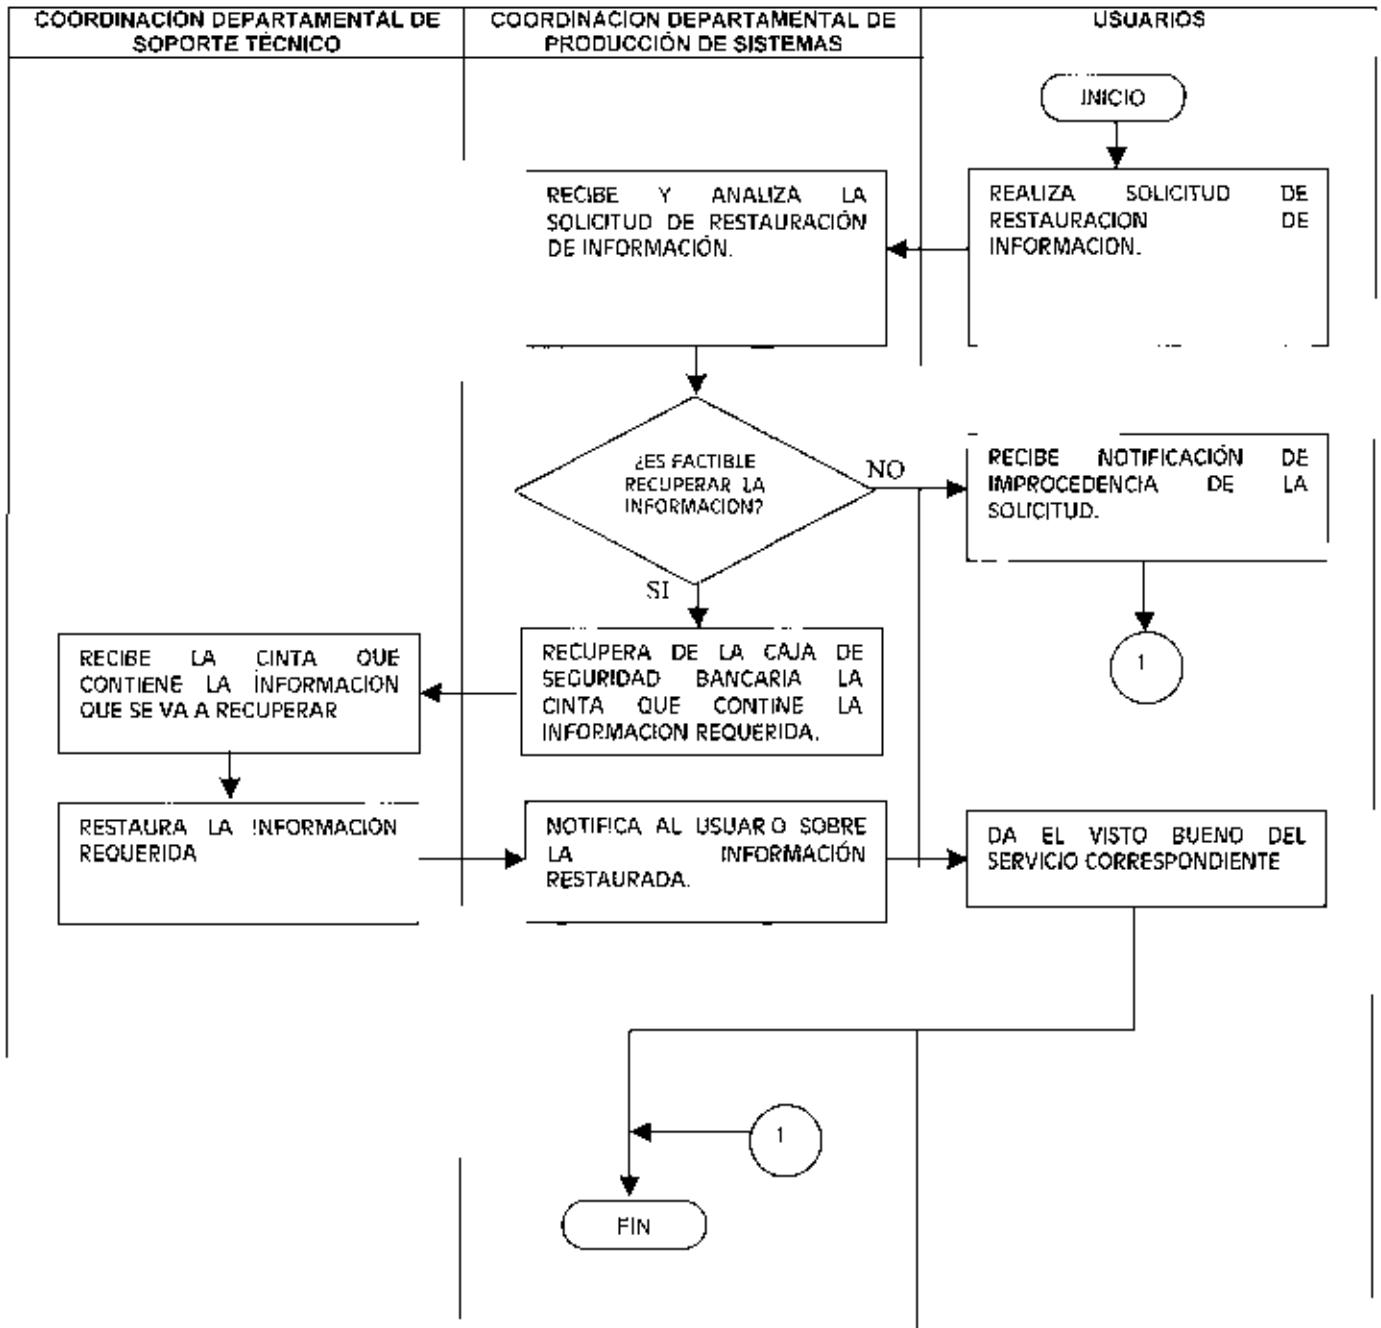 COORDINACION DEPARTAMENTAL DE
SOPORTE TÉCNICO
COORDINACION DEPARTAMENTAL DE
PRODUCCIÓN DE SISTEMAS
USUARIOS
INICIO
RECIBE Y ANALIZA LA
SOLICITUD DE RESTAURACIÓN
DE INFORMACIÓN.
REALIZA SOLICITUD DE
RESTAURACION DE
INFORMACION.
¿ES FACTIBLE
RECUPERAR LA
INFORMACION?
NO
RECIBE NOTIFICACIÓN DE
IMPROCEDENCIA DE LA
SOLICITUD.
SI
1
RECIBE LA CINTA QUE
CONTIENE LA INFORMACION
QUE SE VA A RECUPERAR
RECUPERA DE LA CAJA DE
SEGURIDAD BANCARIA LA
CINTA QUE CONTINE LA
INFORMACION REQUERIDA.
RESTAURA LA INFORMACIÓN
REQUERIDA
NOTIFICA AL USUARIO SOBRE
LA INFORMACIÓN
RESTAURADA.
DA EL VISTO BUENO DEL
SERVICIO CORRESPONDIENTE
1
FIN